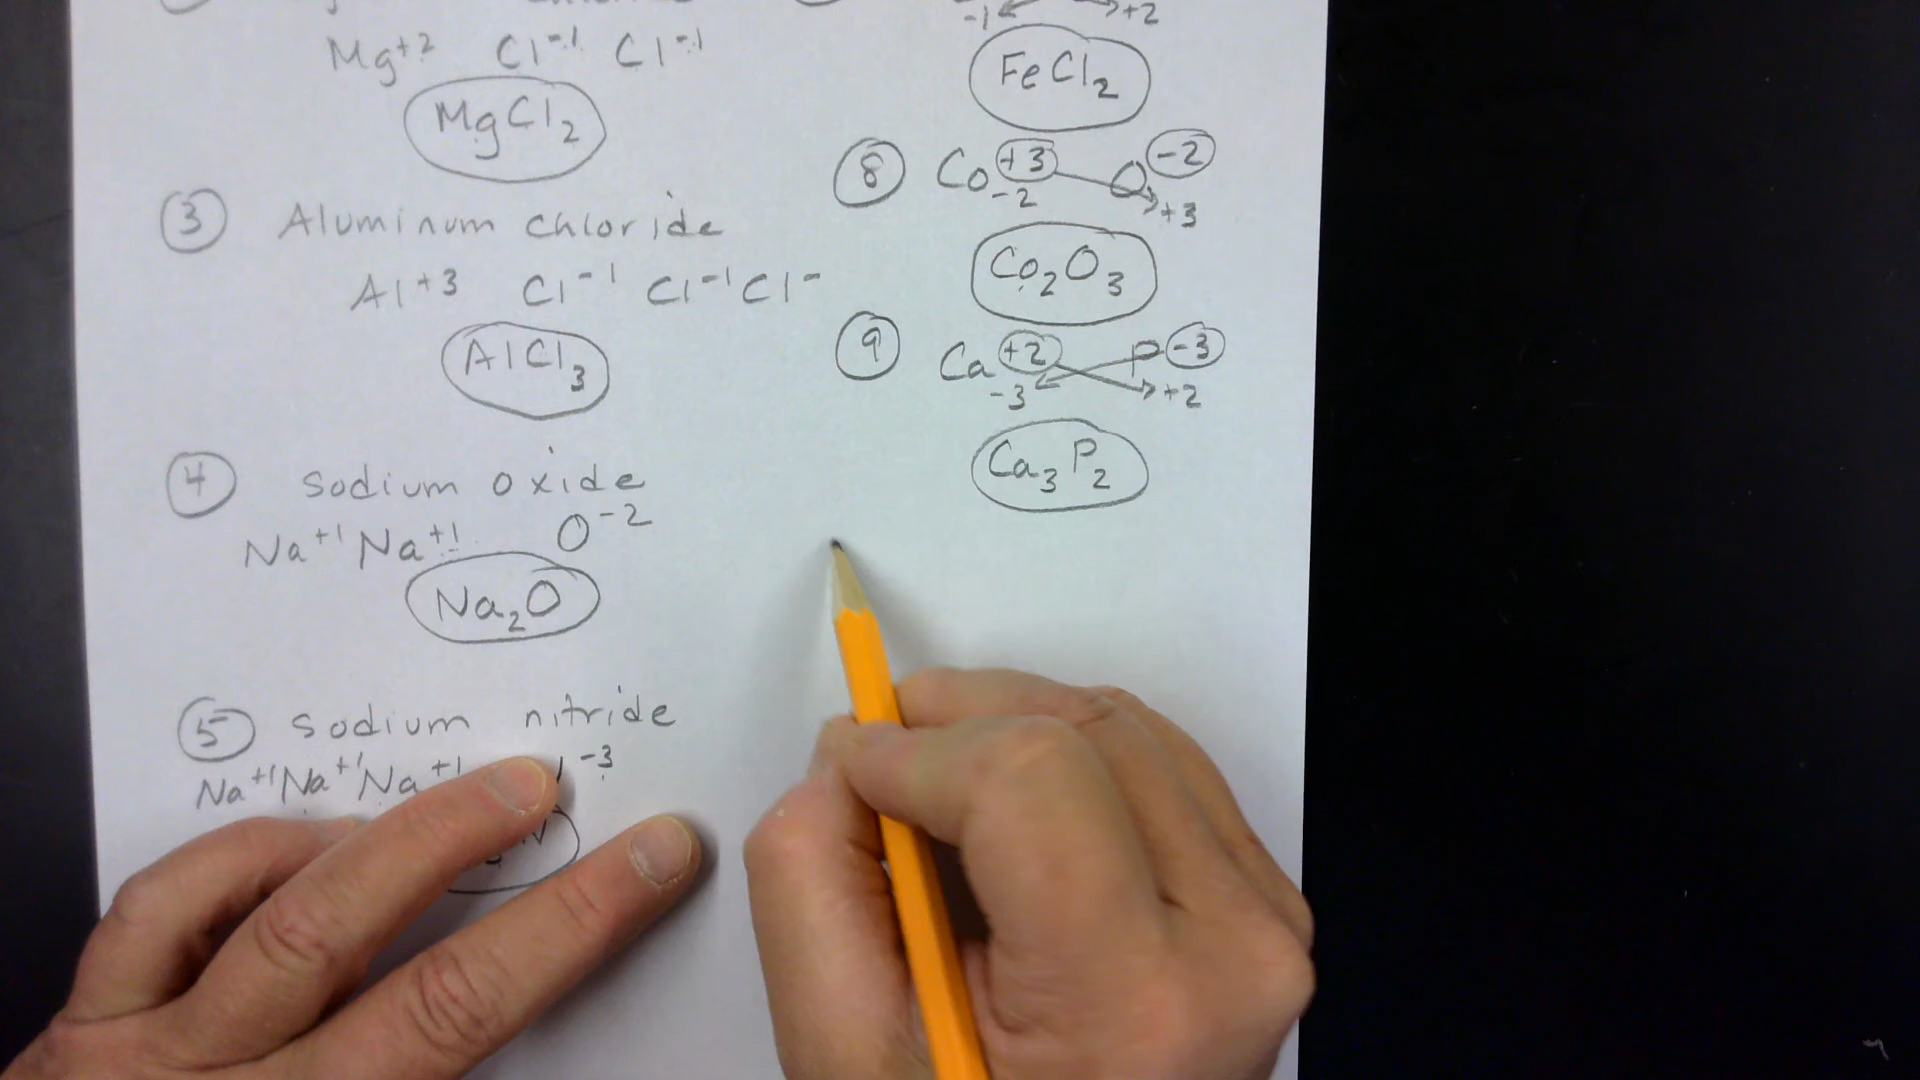 Mg+2 Cl-1 Cl-1
MgCl2
3 Aluminum chloride
Al+3 Cl-1 Cl-1 Cl-
AlCl3
4 sodium oxide
Na+1 Na+1 O-2
Na2O
5 sodium nitride
Na+1 Na+1 Na+1 -3
-1 +2
FeCl2
8 Co+3 O-2
-2 +3
Co2O3
9 Ca+2 P-3
-3 +2
Ca3P2